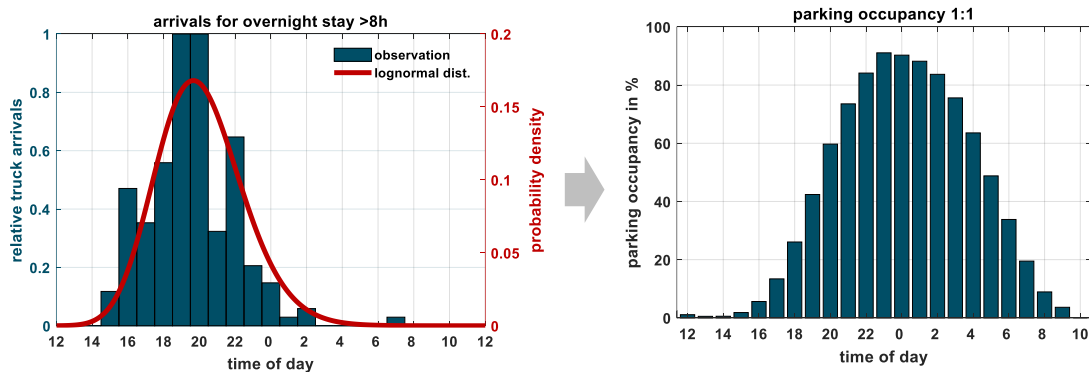 arrivals for overnight stay >8h
1
0.8
0.6
0.4
0.2
0
relative truck arrivals
observation
lognormal dist.
0.2
0.15
0.1
0.05
0
probability density
12 14 16 18 20 22 0 2 4 6 8 10 12
time of day
parking occupancy 1:1
100
80
60
40
20
0
parking occupancy in %
12 14 16 18 20 22 0 2 4 6 8 10
time of day